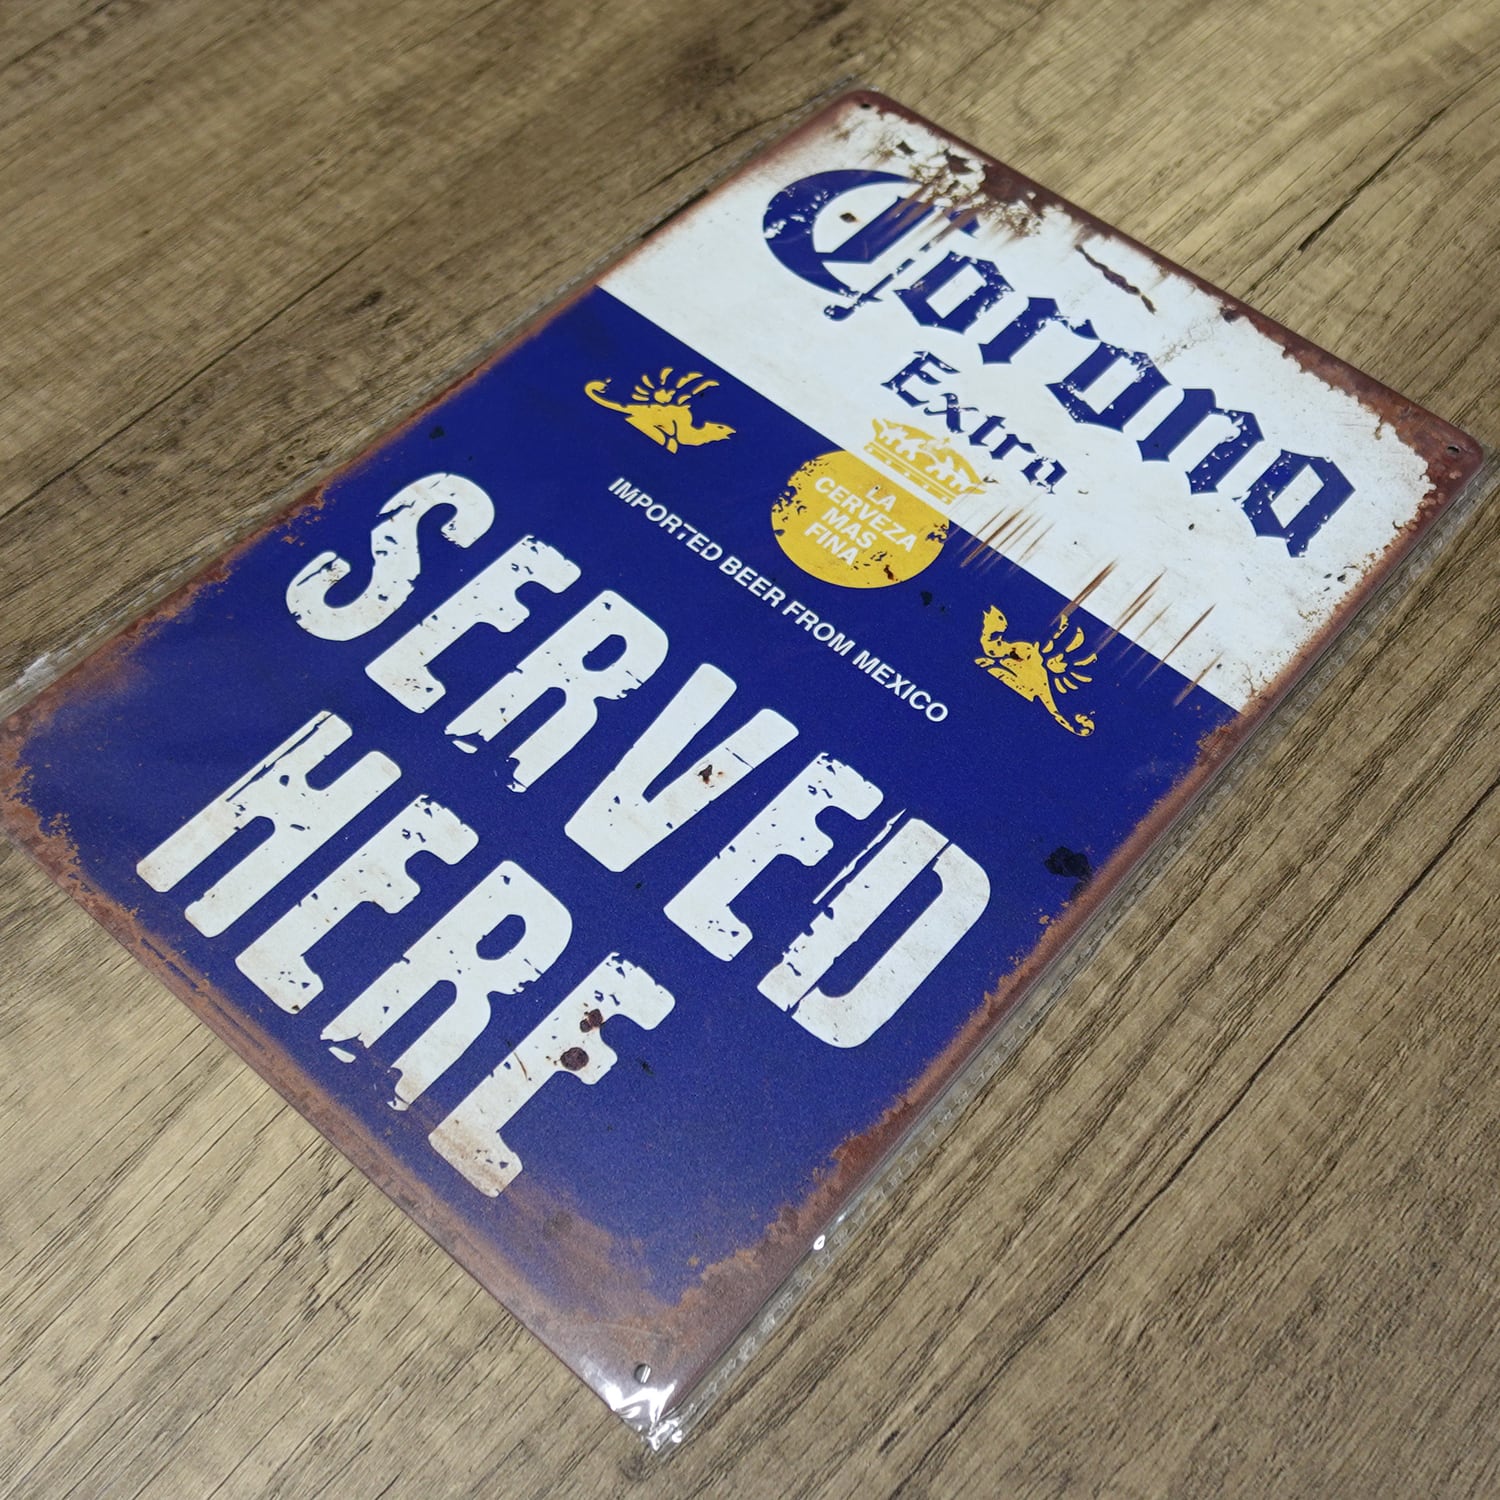 Corona
Extra
LA
CERVEZA
MAS
FINA
IMPORTED BEER FROM MEXICO
SERVED
HERE